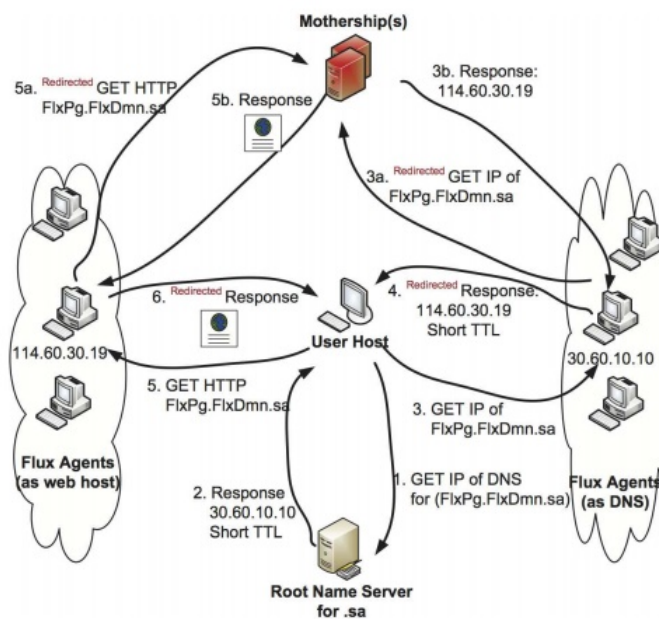 Mothership(s)
5a. Redirected GET HTTP
FlxPg.FlxDmn.sa
5b. Response
3b. Response:
114.60.30.19
3a. Redirected GET IP of
FlxPg.FlxDmn.sa
6. Redirected Response
4. Redirected Response:
114.60.30.19
Short TTL
User Host
114.60.30.19
30.60.10.10
5. GET HTTP
FlxPg.FlxDmn.sa
3. GET IP of
FlxPg.FlxDmn.sa
Flux Agents
(as web host)
2. Response
30.60.10.10
Short TTL
1. GET IP of DNS
for (FlxPg.FlxDmn.sa)
Flux Agents
(as DNS)
Root Name Server
for .sa